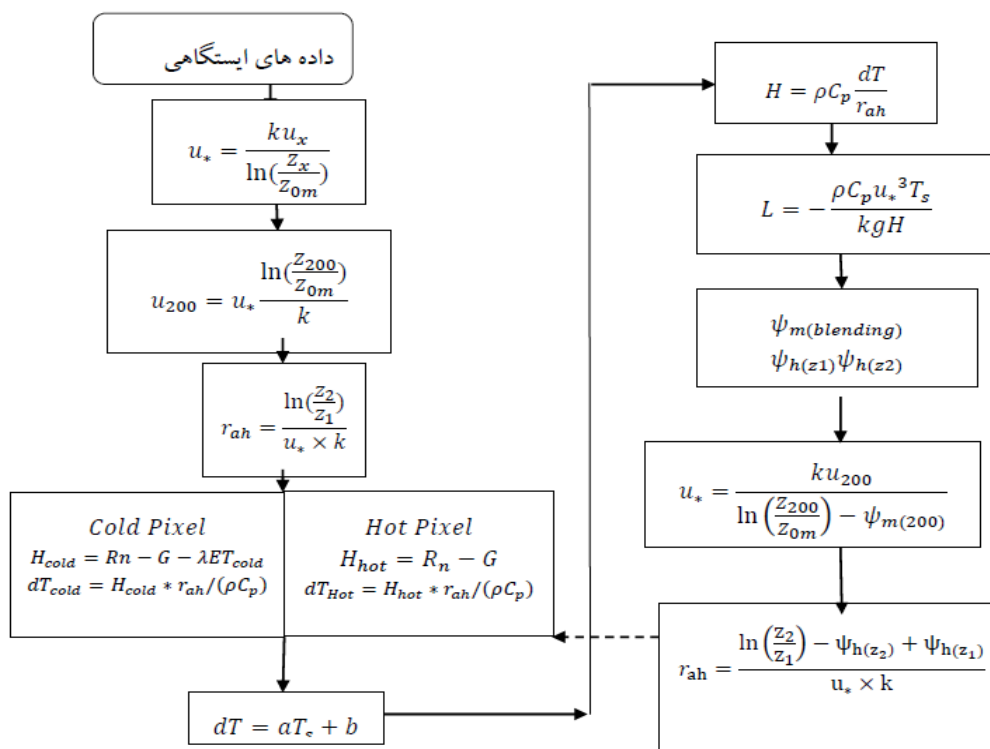 داده های ایستگاهی
u_* = ku_x / ln(z_x/z_0m)
u_200 = u_* ln(z_200/z_0m) / k
r_ah = ln(z_2/z_1) / (u_* × k)
Cold Pixel
H_cold = Rn − G − λET_cold
dT_cold = H_cold * r_ah/(ρC_p)
Hot Pixel
H_hot = R_n − G
dT_Hot = H_hot * r_ah/(ρC_p)
dT = aT_s + b
H = ρC_p dT/r_ah
L = − ρC_p u_*^3 T_s / kgH
ψ_m(blending)
ψ_h(z1) ψ_h(z2)
u_* = ku_200 / (ln(z_200/z_0m) − ψ_m(200))
r_ah = (ln(z_2/z_1) − ψ_h(z_2) + ψ_h(z_1)) / (u_* × k)